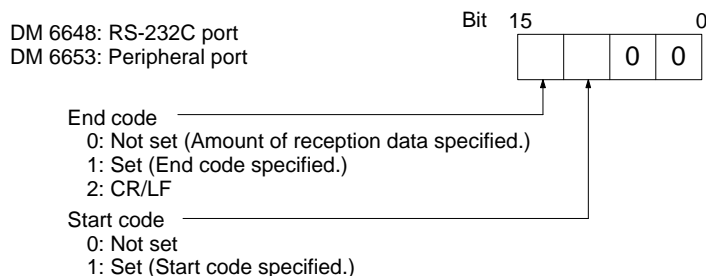 Bit 15 0
DM 6648: RS-232C port
DM 6653: Peripheral port
0 0
End code
0: Not set (Amount of reception data specified.)
1: Set (End code specified.)
2: CR/LF
Start code
0: Not set
1: Set (Start code specified.)